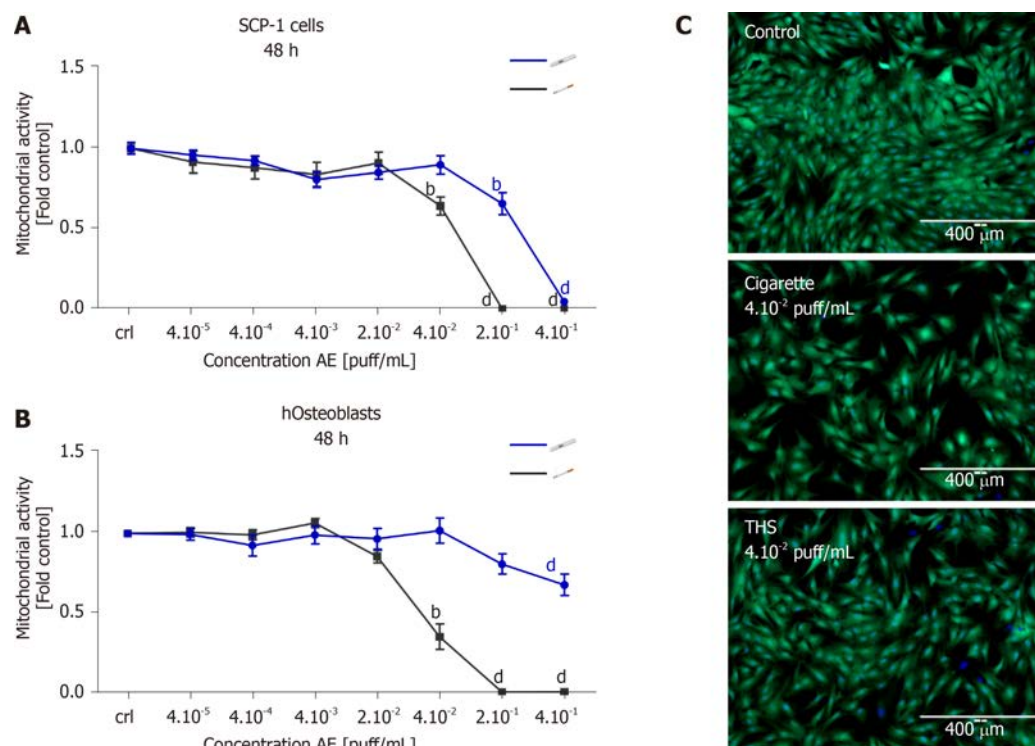 A
SCP-1 cells
48 h
1.5
1.0
0.5
0.0
Mitochondrial activity
[Fold control]
b
b
d
d
d
crl
4.10⁻⁵
4.10⁻⁴
4.10⁻³
2.10⁻²
4.10⁻²
2.10⁻¹
4.10⁻¹
Concentration AE [puff/mL]
B
hOsteoblasts
48 h
1.5
1.0
0.5
0.0
Mitochondrial activity
[Fold control]
d
b
d
d
crl
4.10⁻⁵
4.10⁻⁴
4.10⁻³
2.10⁻²
4.10⁻²
2.10⁻¹
4.10⁻¹
Concentration AE [puff/mL]
C
Control
400 μm
Cigarette
4.10⁻² puff/mL
400 μm
THS
4.10⁻² puff/mL
400 μm